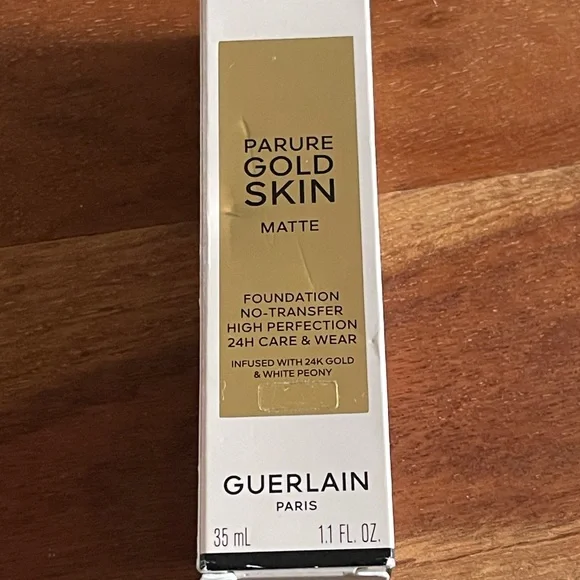 PARURE
GOLD
SKIN
MATTE
FOUNDATION
NO-TRANSFER
HIGH PERFECTION
24H CARE & WEAR
INFUSED WITH 24K GOLD
& WHITE PEONY
GUERLAIN
PARIS
35 mL 1.1 FL. OZ.